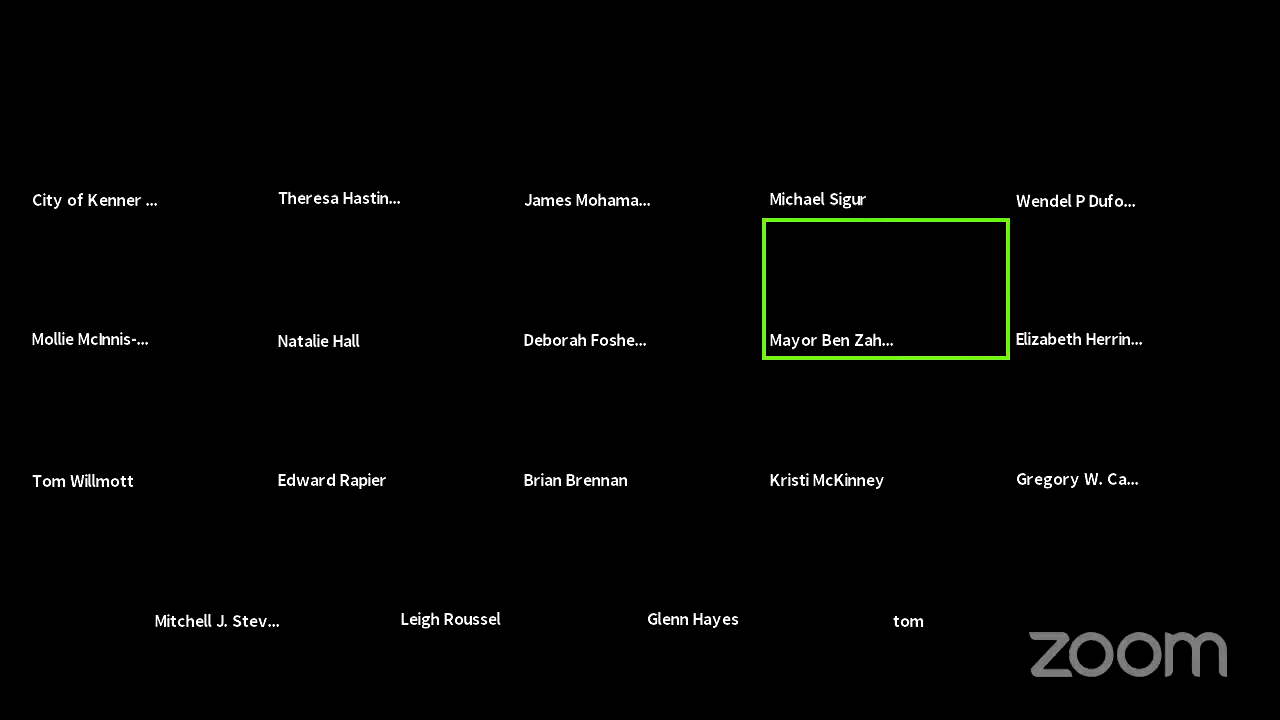 City of Kenner ...
Theresa Hastin...
James Mohama...
Michael Sigur
Wendel P Dufo...
Mollie McInnis-...
Natalie Hall
Deborah Foshe...
Mayor Ben Zah...
Elizabeth Herrin...
Tom Willmott
Edward Rapier
Brian Brennan
Kristi McKinney
Gregory W. Ca...
Mitchell J. Stev...
Leigh Roussel
Glenn Hayes
tom
zoom